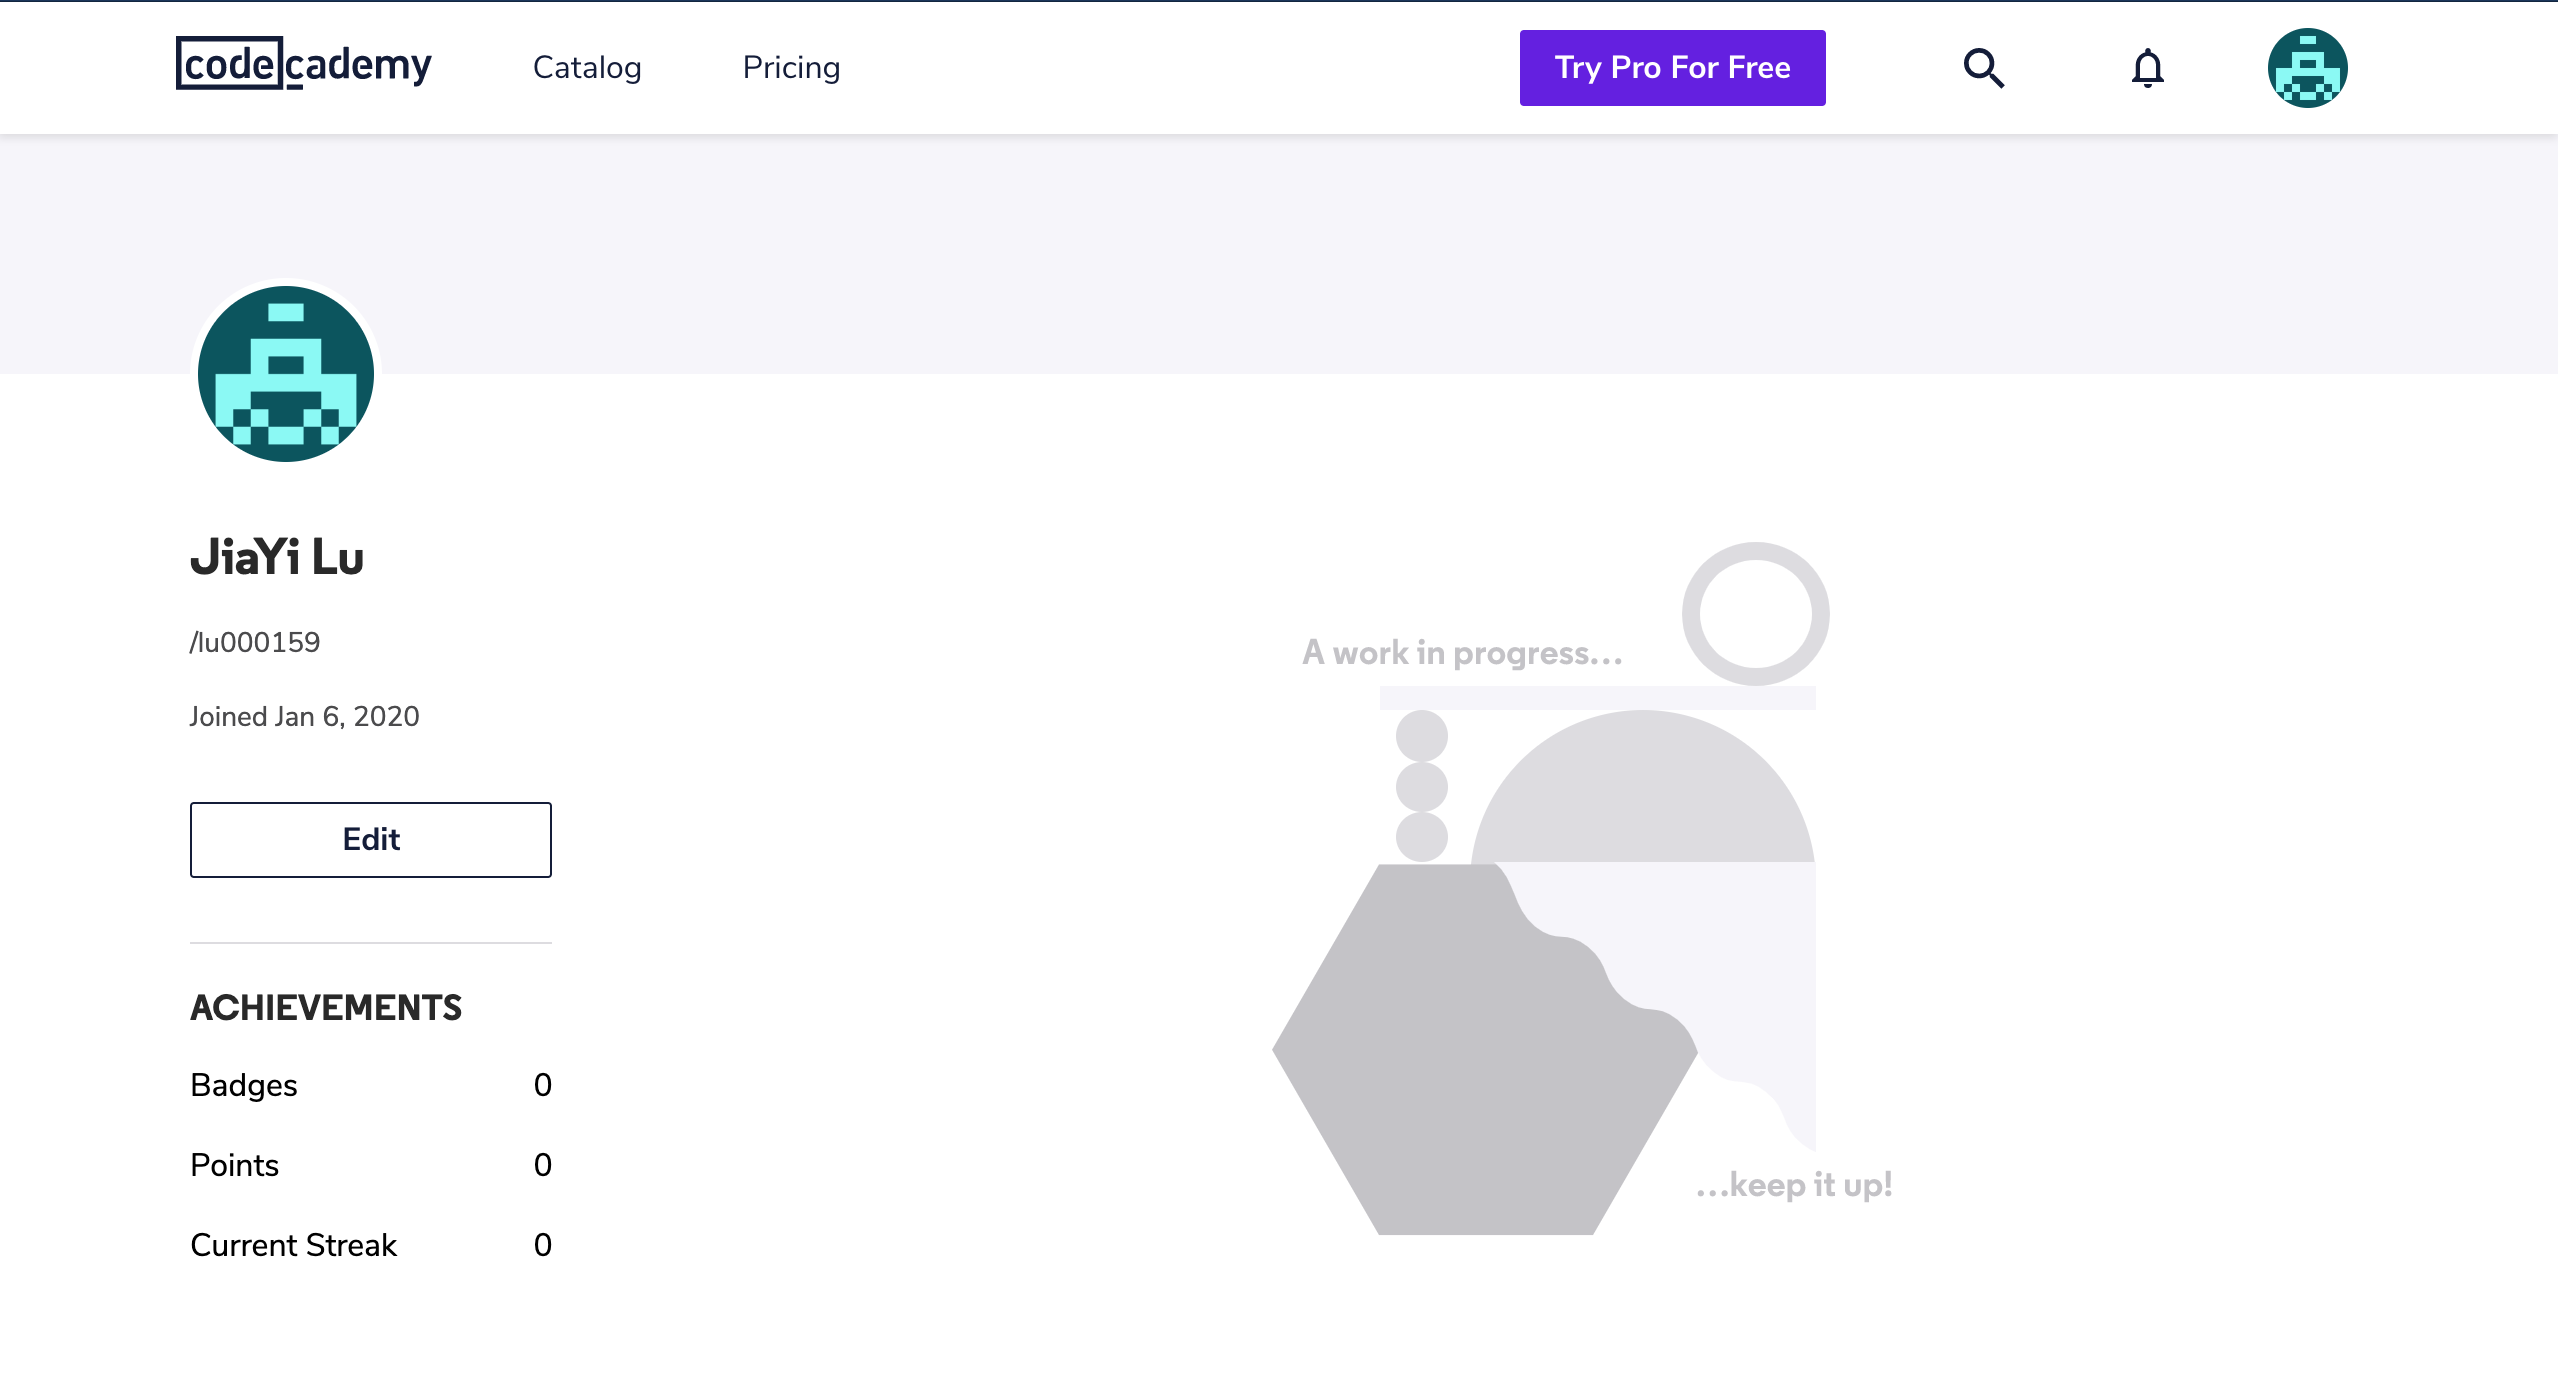 codecademy
Catalog
Pricing
Try Pro For Free
JiaYi Lu
/lu000159
Joined Jan 6, 2020
Edit
ACHIEVEMENTS
Badges 0
Points 0
Current Streak 0
A work in progress...
...keep it up!